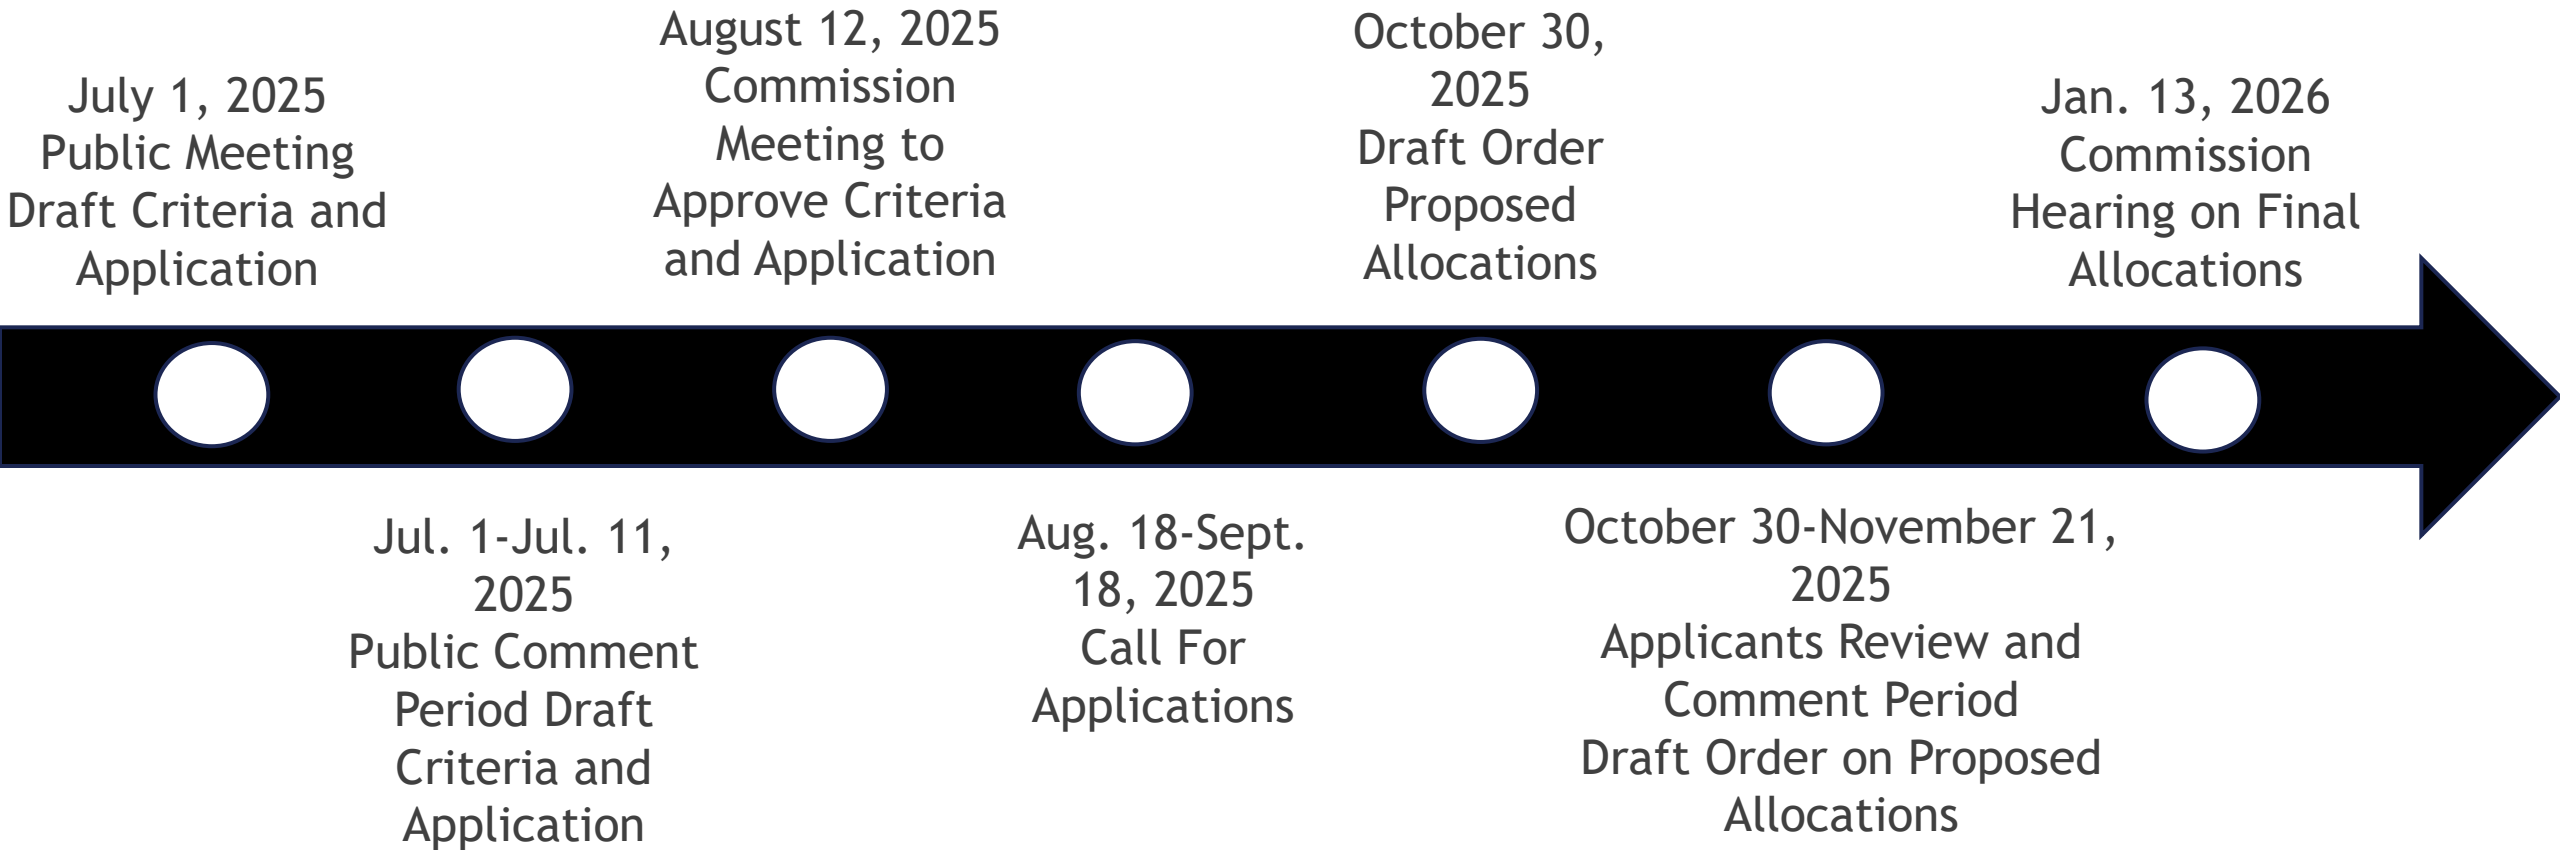 July 1, 2025
Public Meeting
Draft Criteria and
Application
Jul. 1-Jul. 11,
2025
Public Comment
Period Draft
Criteria and
Application
August 12, 2025
Commission
Meeting to
Approve Criteria
and Application
Aug. 18-Sept.
18, 2025
Call For
Applications
October 30,
2025
Draft Order
Proposed
Allocations
October 30-November 21,
2025
Applicants Review and
Comment Period
Draft Order on Proposed
Allocations
Jan. 13, 2026
Commission
Hearing on Final
Allocations